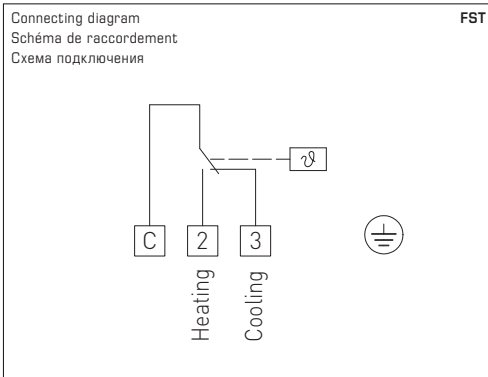 Connecting diagram
FST
Schéma de raccordement
Схема подключения
ϑ
C
2
3
Heating
Cooling